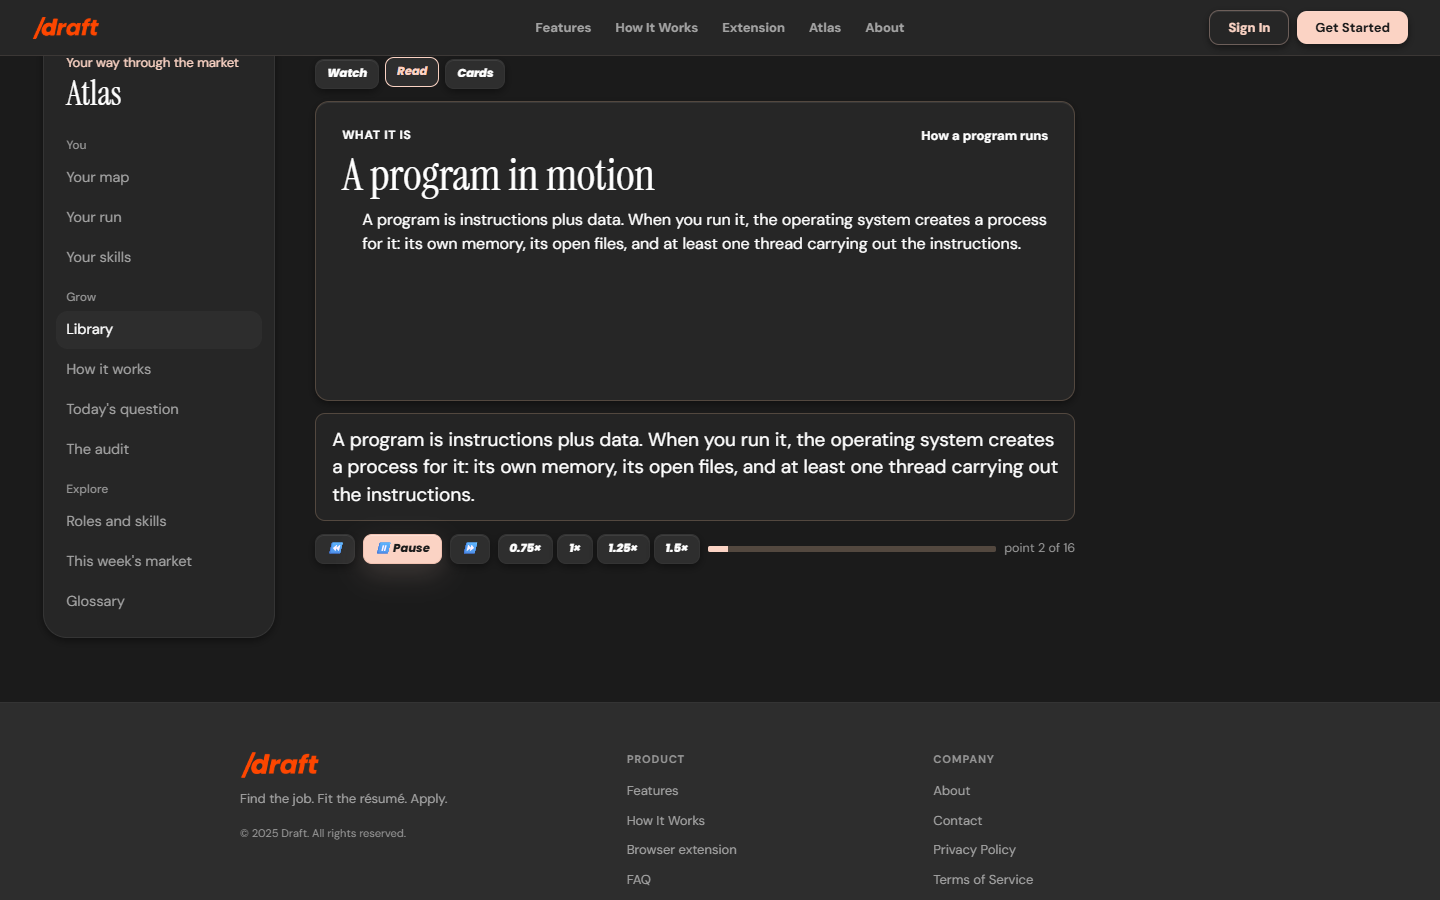 /draft
Features
How It Works
Extension
Atlas
About
Sign In
Get Started
Your way through the market
Atlas
You
Your map
Your run
Your skills
Grow
Library
How it works
Today's question
The audit
Explore
Roles and skills
This week's market
Glossary
Watch
Read
Cards
WHAT IT IS
How a program runs
A program in motion
A program is instructions plus data. When you run it, the operating system creates a process
for it: its own memory, its open files, and at least one thread carrying out the instructions.
A program is instructions plus data. When you run it, the operating system creates
a process for it: its own memory, its open files, and at least one thread carrying out
the instructions.
⏪
⏸ Pause
⏩
0.75×
1×
1.25×
1.5×
point 2 of 16
/draft
Find the job. Fit the résumé. Apply.
© 2025 Draft. All rights reserved.
PRODUCT
Features
How It Works
Browser extension
FAQ
COMPANY
About
Contact
Privacy Policy
Terms of Service